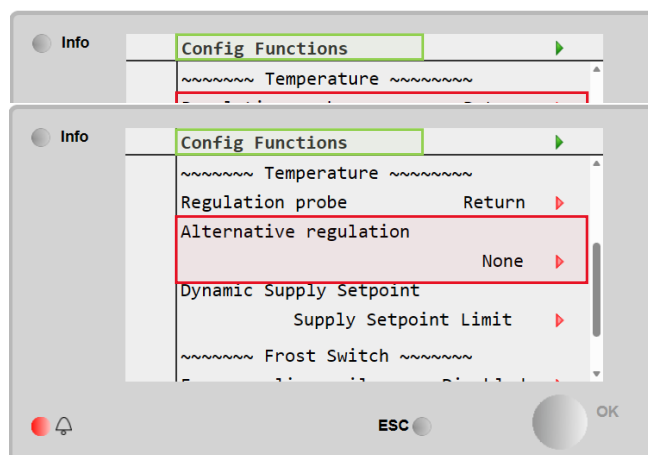 Info
Config Functions
~~~~~~~ Temperature ~~~~~~~~
Info
Config Functions
~~~~~~~ Temperature ~~~~~~~~
Regulation probe Return
Alternative regulation
None
Dynamic Supply Setpoint
Supply Setpoint Limit
~~~~~~~ Frost Switch ~~~~~~~
ESC
OK